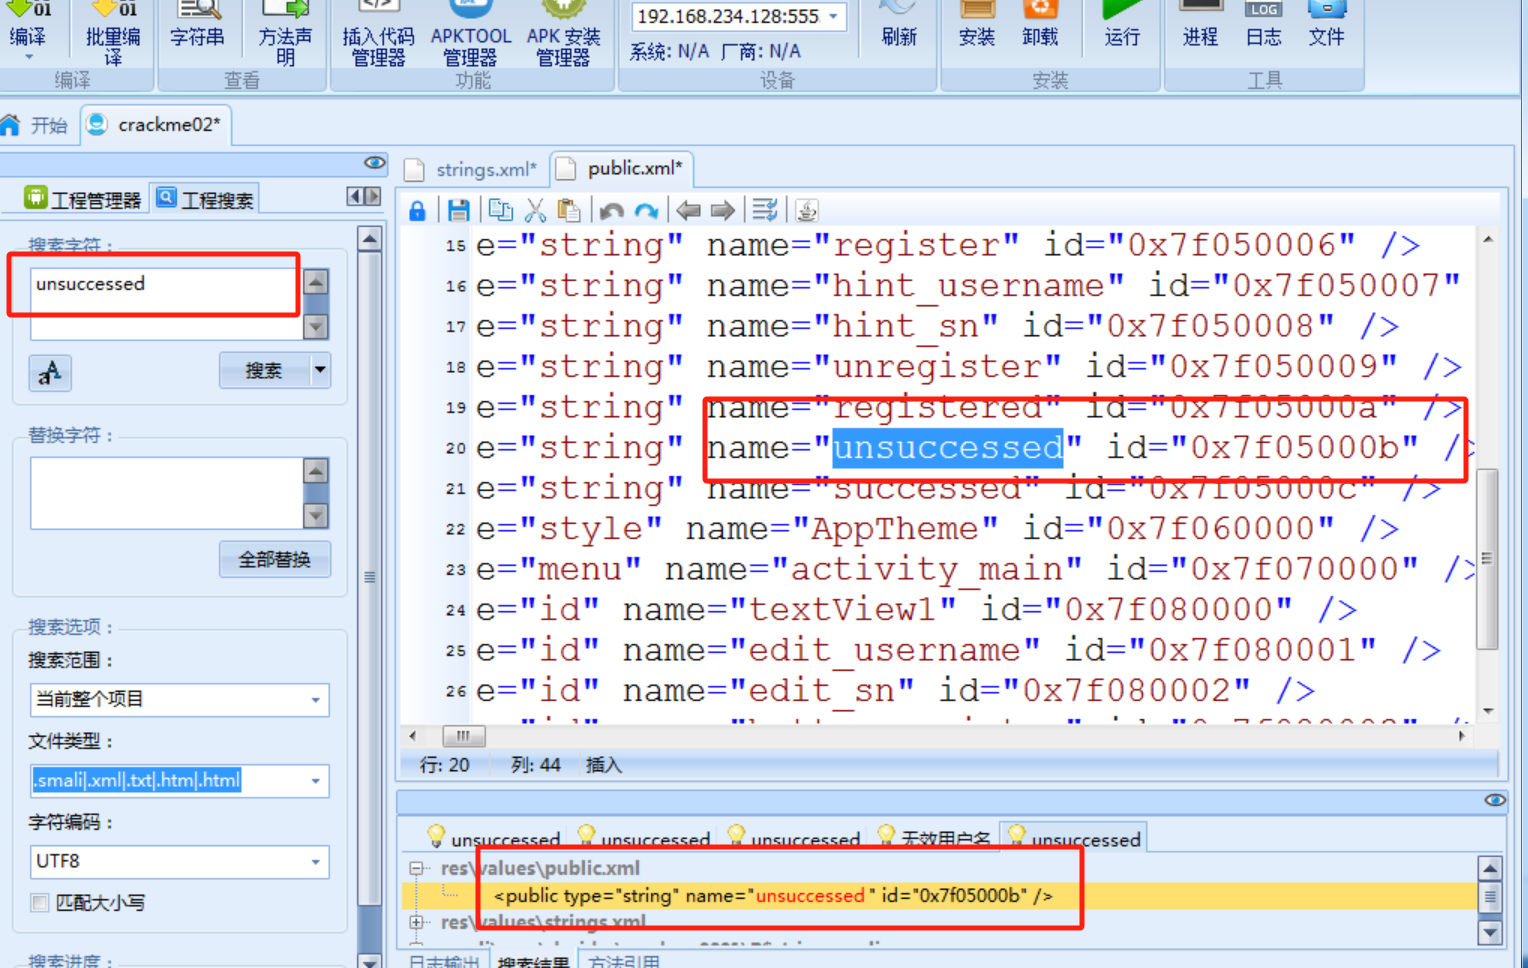 编译
批量编
译
字符串
方法声
明
插入代码
管理器
APKTOOL
管理器
APK 安装
管理器
192.168.234.128:555
系统: N/A 厂商: N/A
刷新
安装
卸载
运行
LOG
进程
日志
文件
编译
查看
功能
设备
安装
工具
开始
crackme02*
strings.xml*
public.xml*
工程管理器
工程搜索
搜索字符:
unsuccessed
搜索
替换字符:
全部替换
搜索选项:
搜索范围:
当前整个项目
文件类型:
.smali|.xml|.txt|.htm|.html
字符编码:
UTF8
匹配大小写
搜索进度:
15 e="string" name="register" id="0x7f050006" />
16 e="string" name="hint_username" id="0x7f050007"
17 e="string" name="hint_sn" id="0x7f050008" />
18 e="string" name="unregister" id="0x7f050009" />
19 e="string" name="registered" id="0x7f05000a" />
20 e="string" name="unsuccessed" id="0x7f05000b" />
21 e="string" name="successed" id="0x7f05000c" />
22 e="style" name="AppTheme" id="0x7f060000" />
23 e="menu" name="activity_main" id="0x7f070000" />
24 e="id" name="textView1" id="0x7f080000" />
25 e="id" name="edit_username" id="0x7f080001" />
26 e="id" name="edit_sn" id="0x7f080002" />
行: 20 列: 44 插入
unsuccessed
unsuccessed
unsuccessed
无效用户名
unsuccessed
res\values\public.xml
<public type="string" name="unsuccessed" id="0x7f05000b" />
res\values\strings.xml
日志输出
搜索结果
方法引用